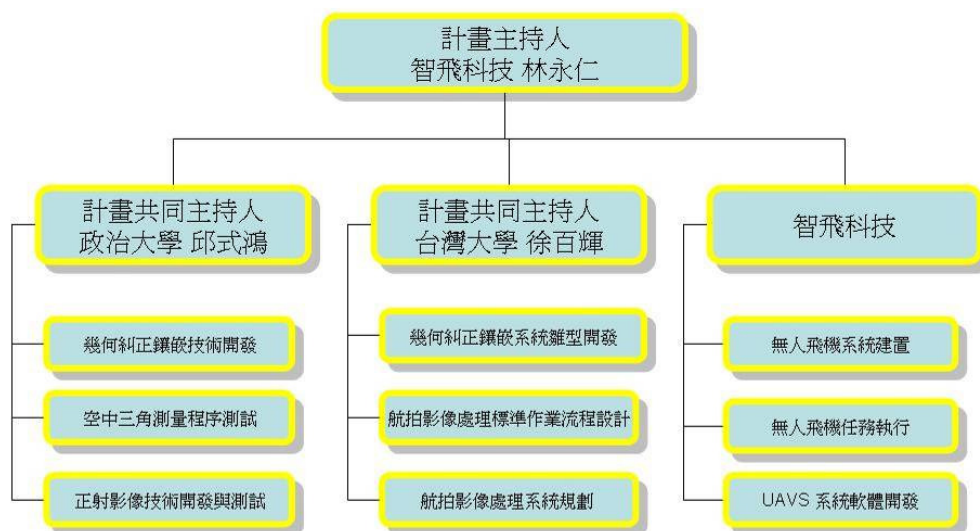 計畫主持人
智飛科技 林永仁
計畫共同主持人
政治大學 邱式鴻
計畫共同主持人
台灣大學 徐百輝
智飛科技
幾何糾正鑲嵌技術開發
幾何糾正鑲嵌系統雛型開發
無人飛機系統建置
空中三角測量程序測試
航拍影像處理標準作業流程設計
無人飛機任務執行
正射影像技術開發與測試
航拍影像處理系統規劃
UAVS 系統軟體開發